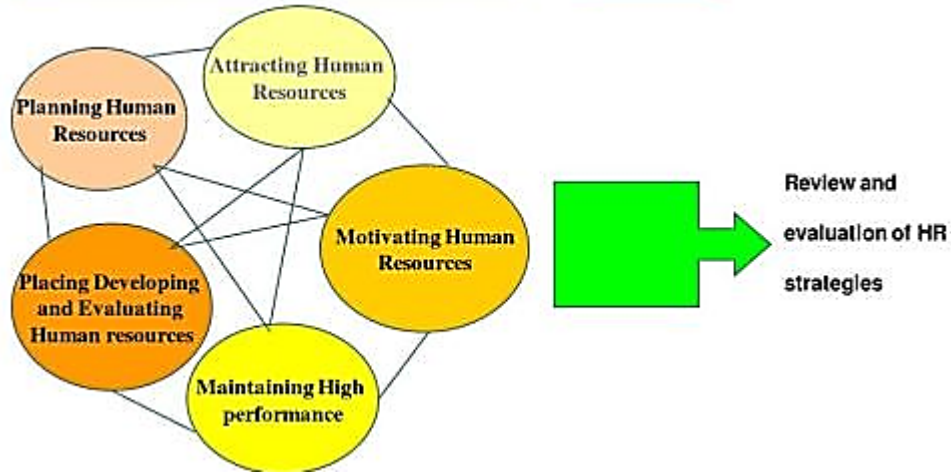 Attracting Human
Resources
Planning Human
Resources
Motivating Human
Resources
Placing Developing
and Evaluating
Human resources
Maintaining High
performance
Review and
evaluation of HR
strategies